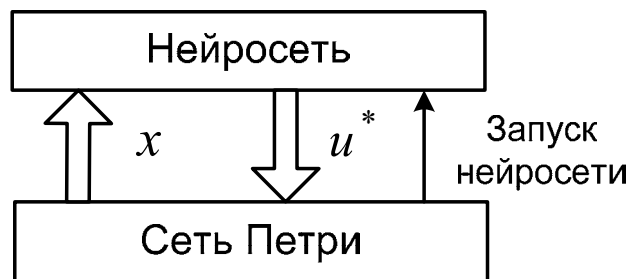 Нейросеть
x
u*
Запуск
нейросети
Сеть Петри